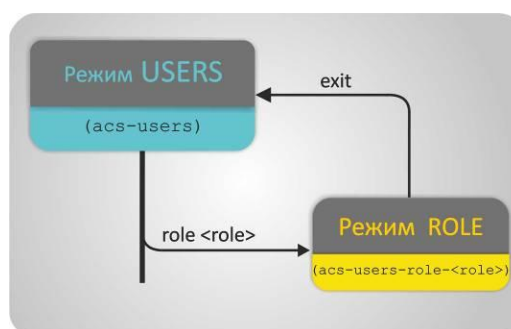 Режим USERS
(acs-users)
exit
role <role>
Режим ROLE
(acs-users-role-<role>)